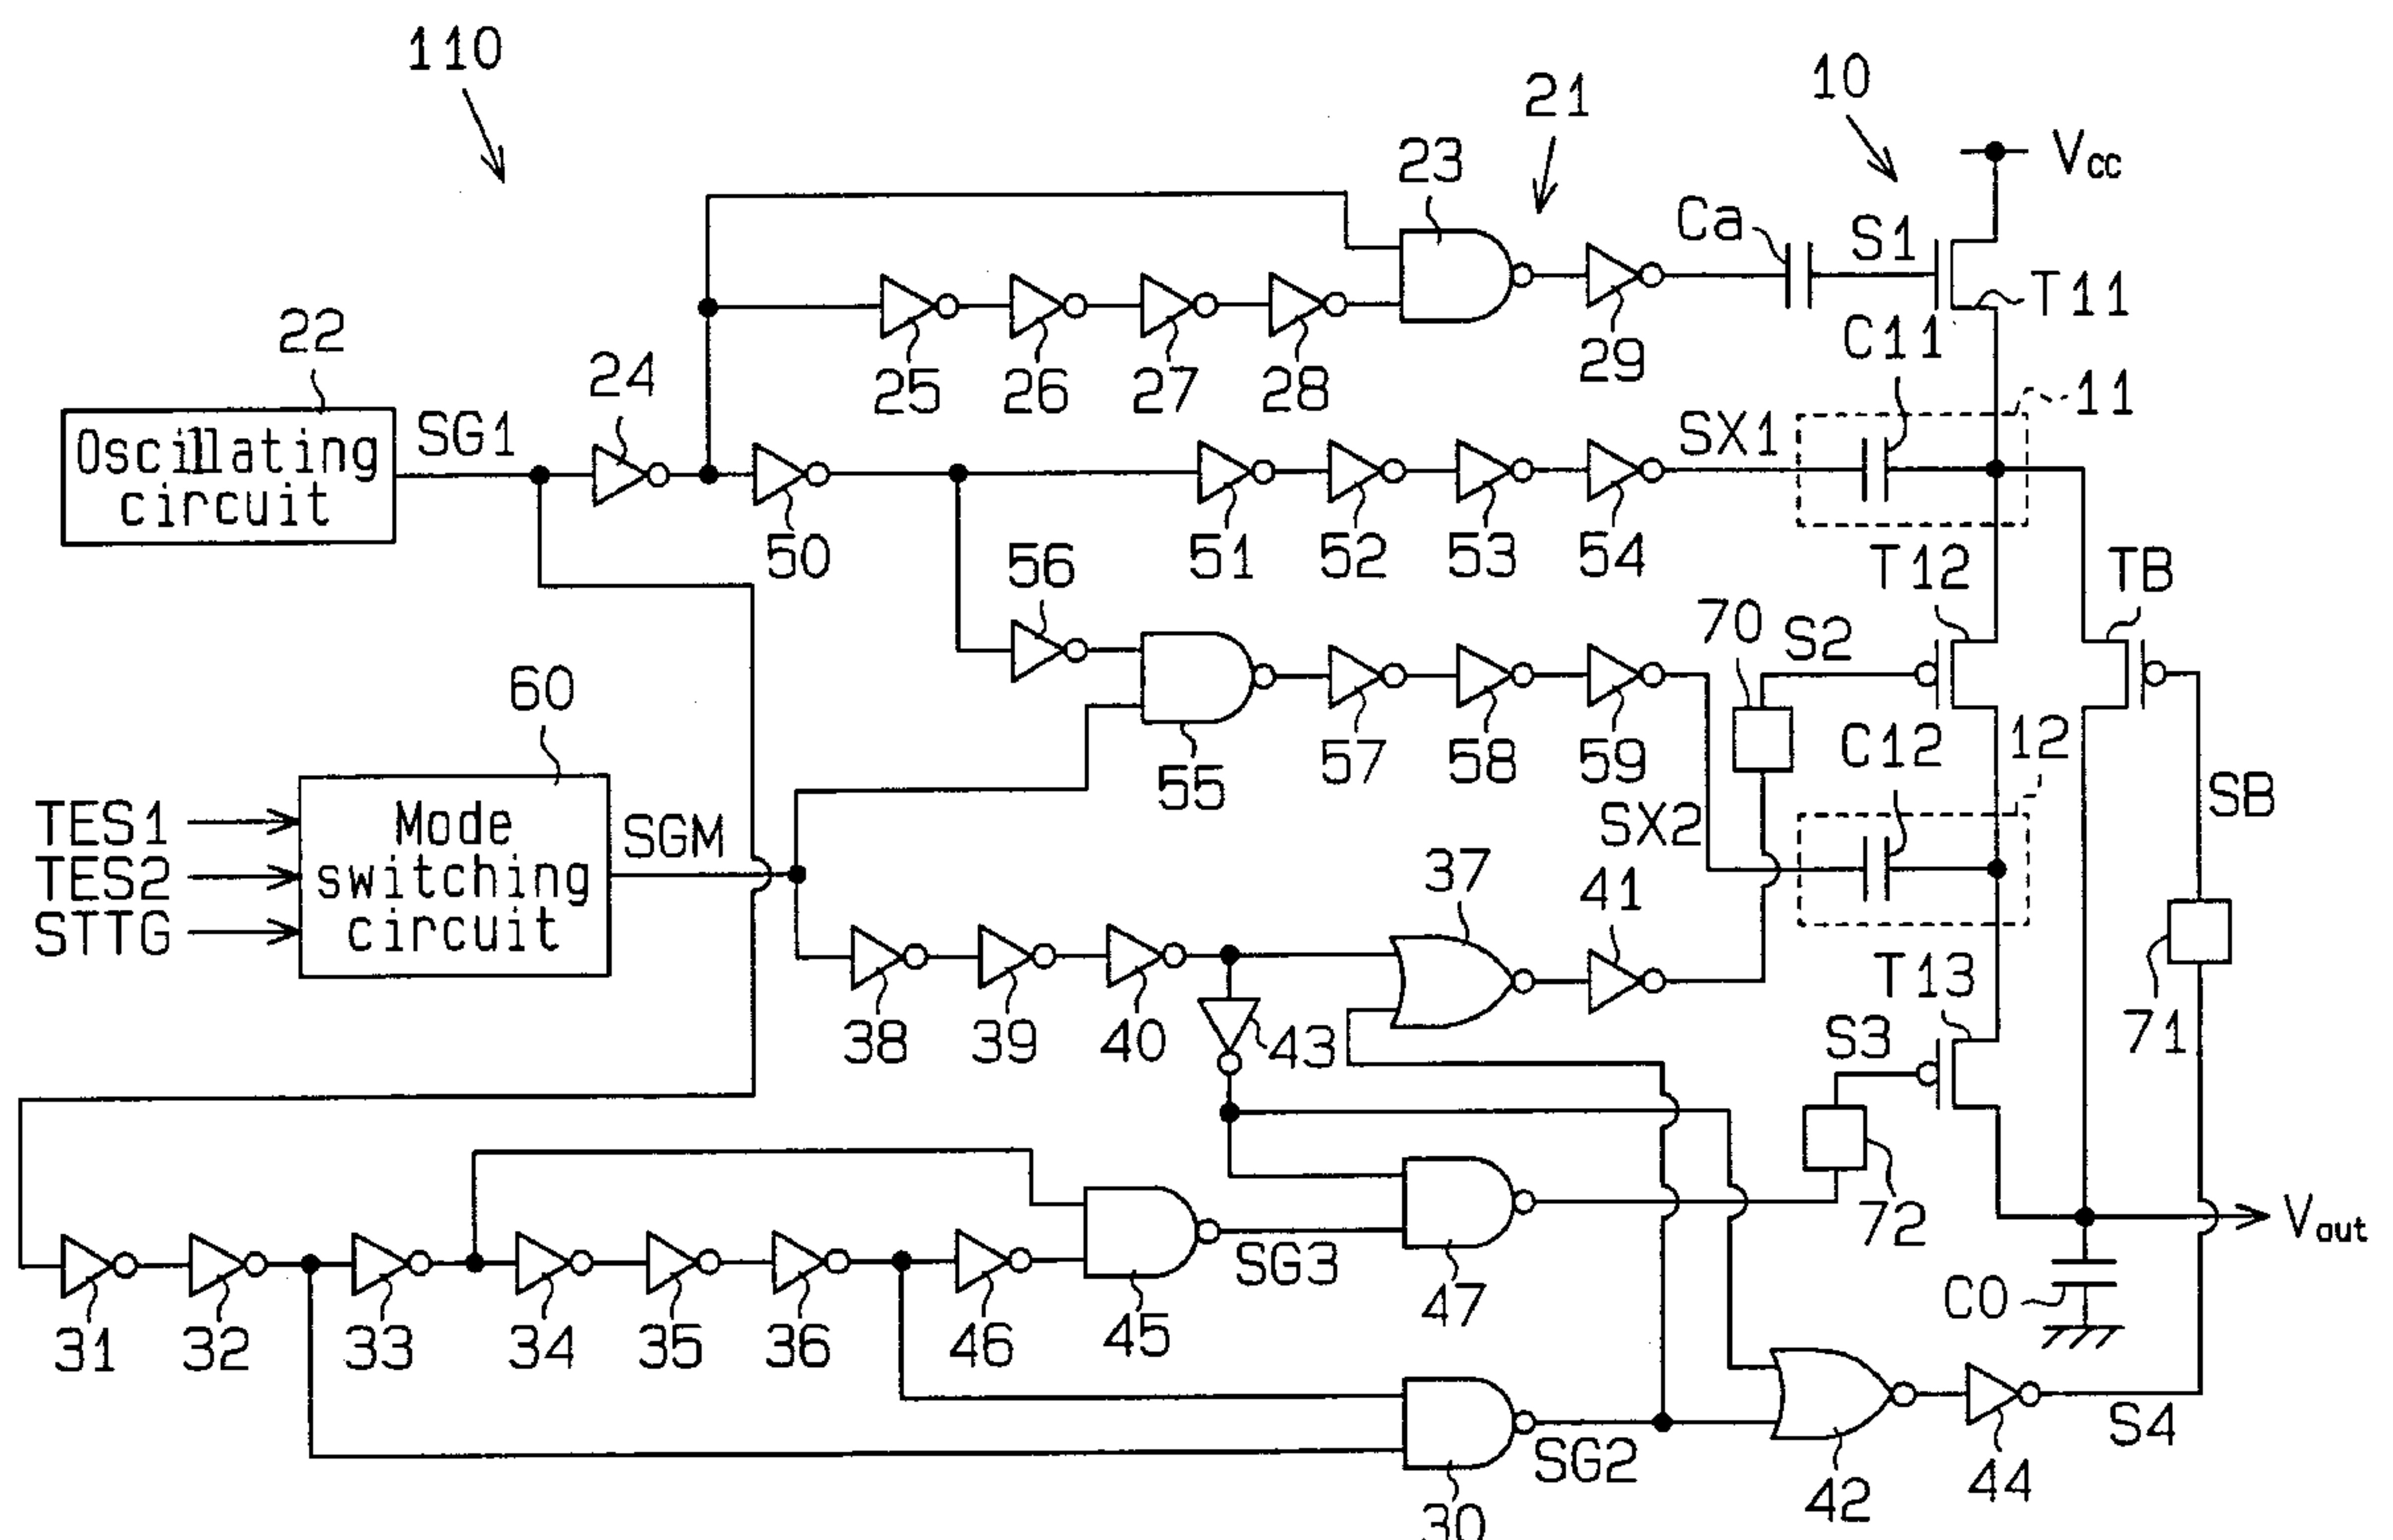 110
21
10
Vcc
23
Ca
S1
T11
C11
22
24
25
26
27
28
29
11
Oscillating
circuit
SG1
SX1
50
51
52
53
54
T12
TB
56
70
S2
60
55
57
58
59
C12
12
SX2
SB
TES1
TES2
STTG
Mode
switching
circuit
SGM
37
41
38
39
40
43
T13
S3
71
72
Vout
31
32
33
34
35
36
46
45
SG3
47
C0
30
SG2
42
44
S4